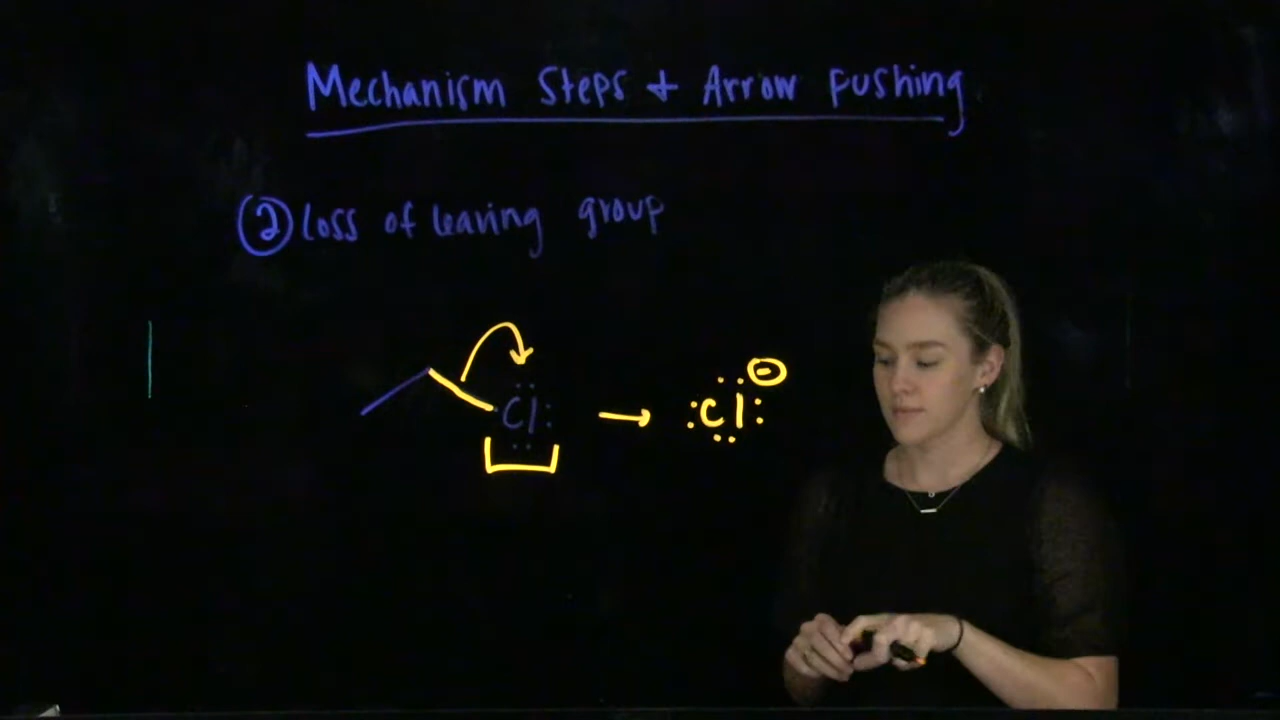 Mechanism Steps + Arrow Pushing
② Loss of leaving group
Cl → Cl ⊖